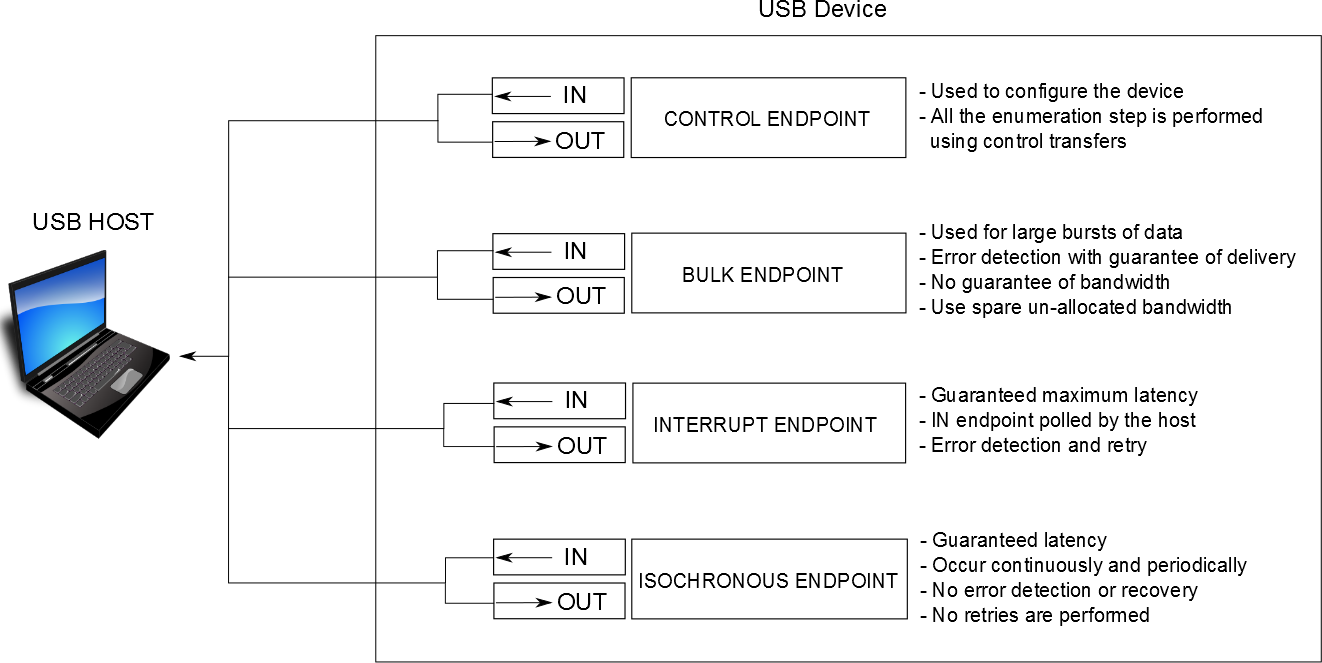 USB Device
IN
OUT
CONTROL ENDPOINT
- Used to configure the device
- All the enumeration step is performed
using control transfers
USB HOST
IN
OUT
BULK ENDPOINT
- Used for large bursts of data
- Error detection with guarantee of delivery
- No guarantee of bandwidth
- Use spare un-allocated bandwidth
IN
OUT
INTERRUPT ENDPOINT
- Guaranteed maximum latency
- IN endpoint polled by the host
- Error detection and retry
IN
OUT
ISOCHRONOUS ENDPOINT
- Guaranteed latency
- Occur continuously and periodically
- No error detection or recovery
- No retries are performed